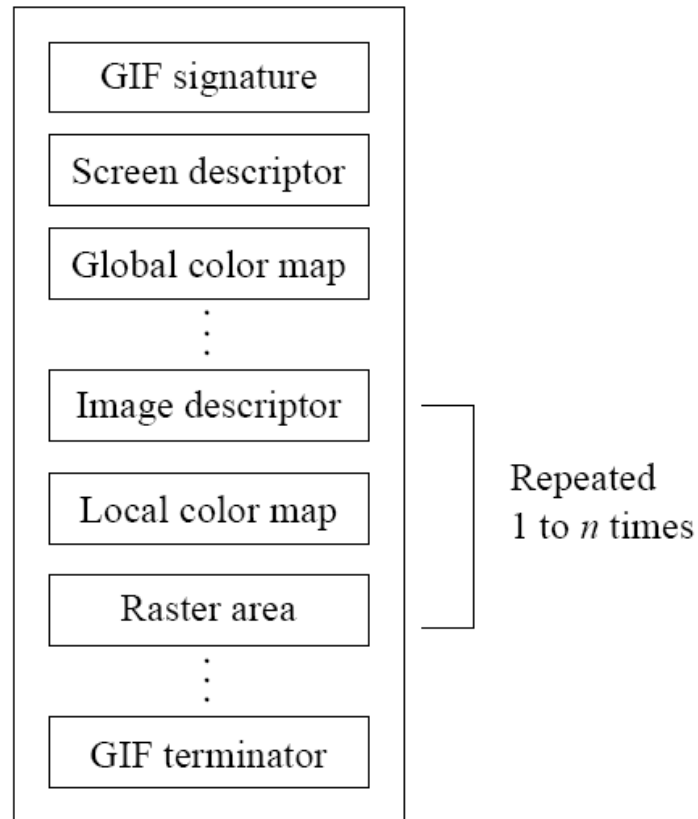 GIF signature
Screen descriptor
Global color map
Image descriptor
Local color map
Raster area
GIF terminator
Repeated
1 to n times